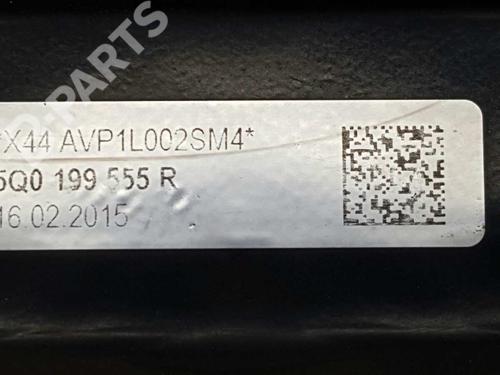 *X44 AVP1L002SM4*
5Q0 199 555 R
16.02.2015
B-PARTS